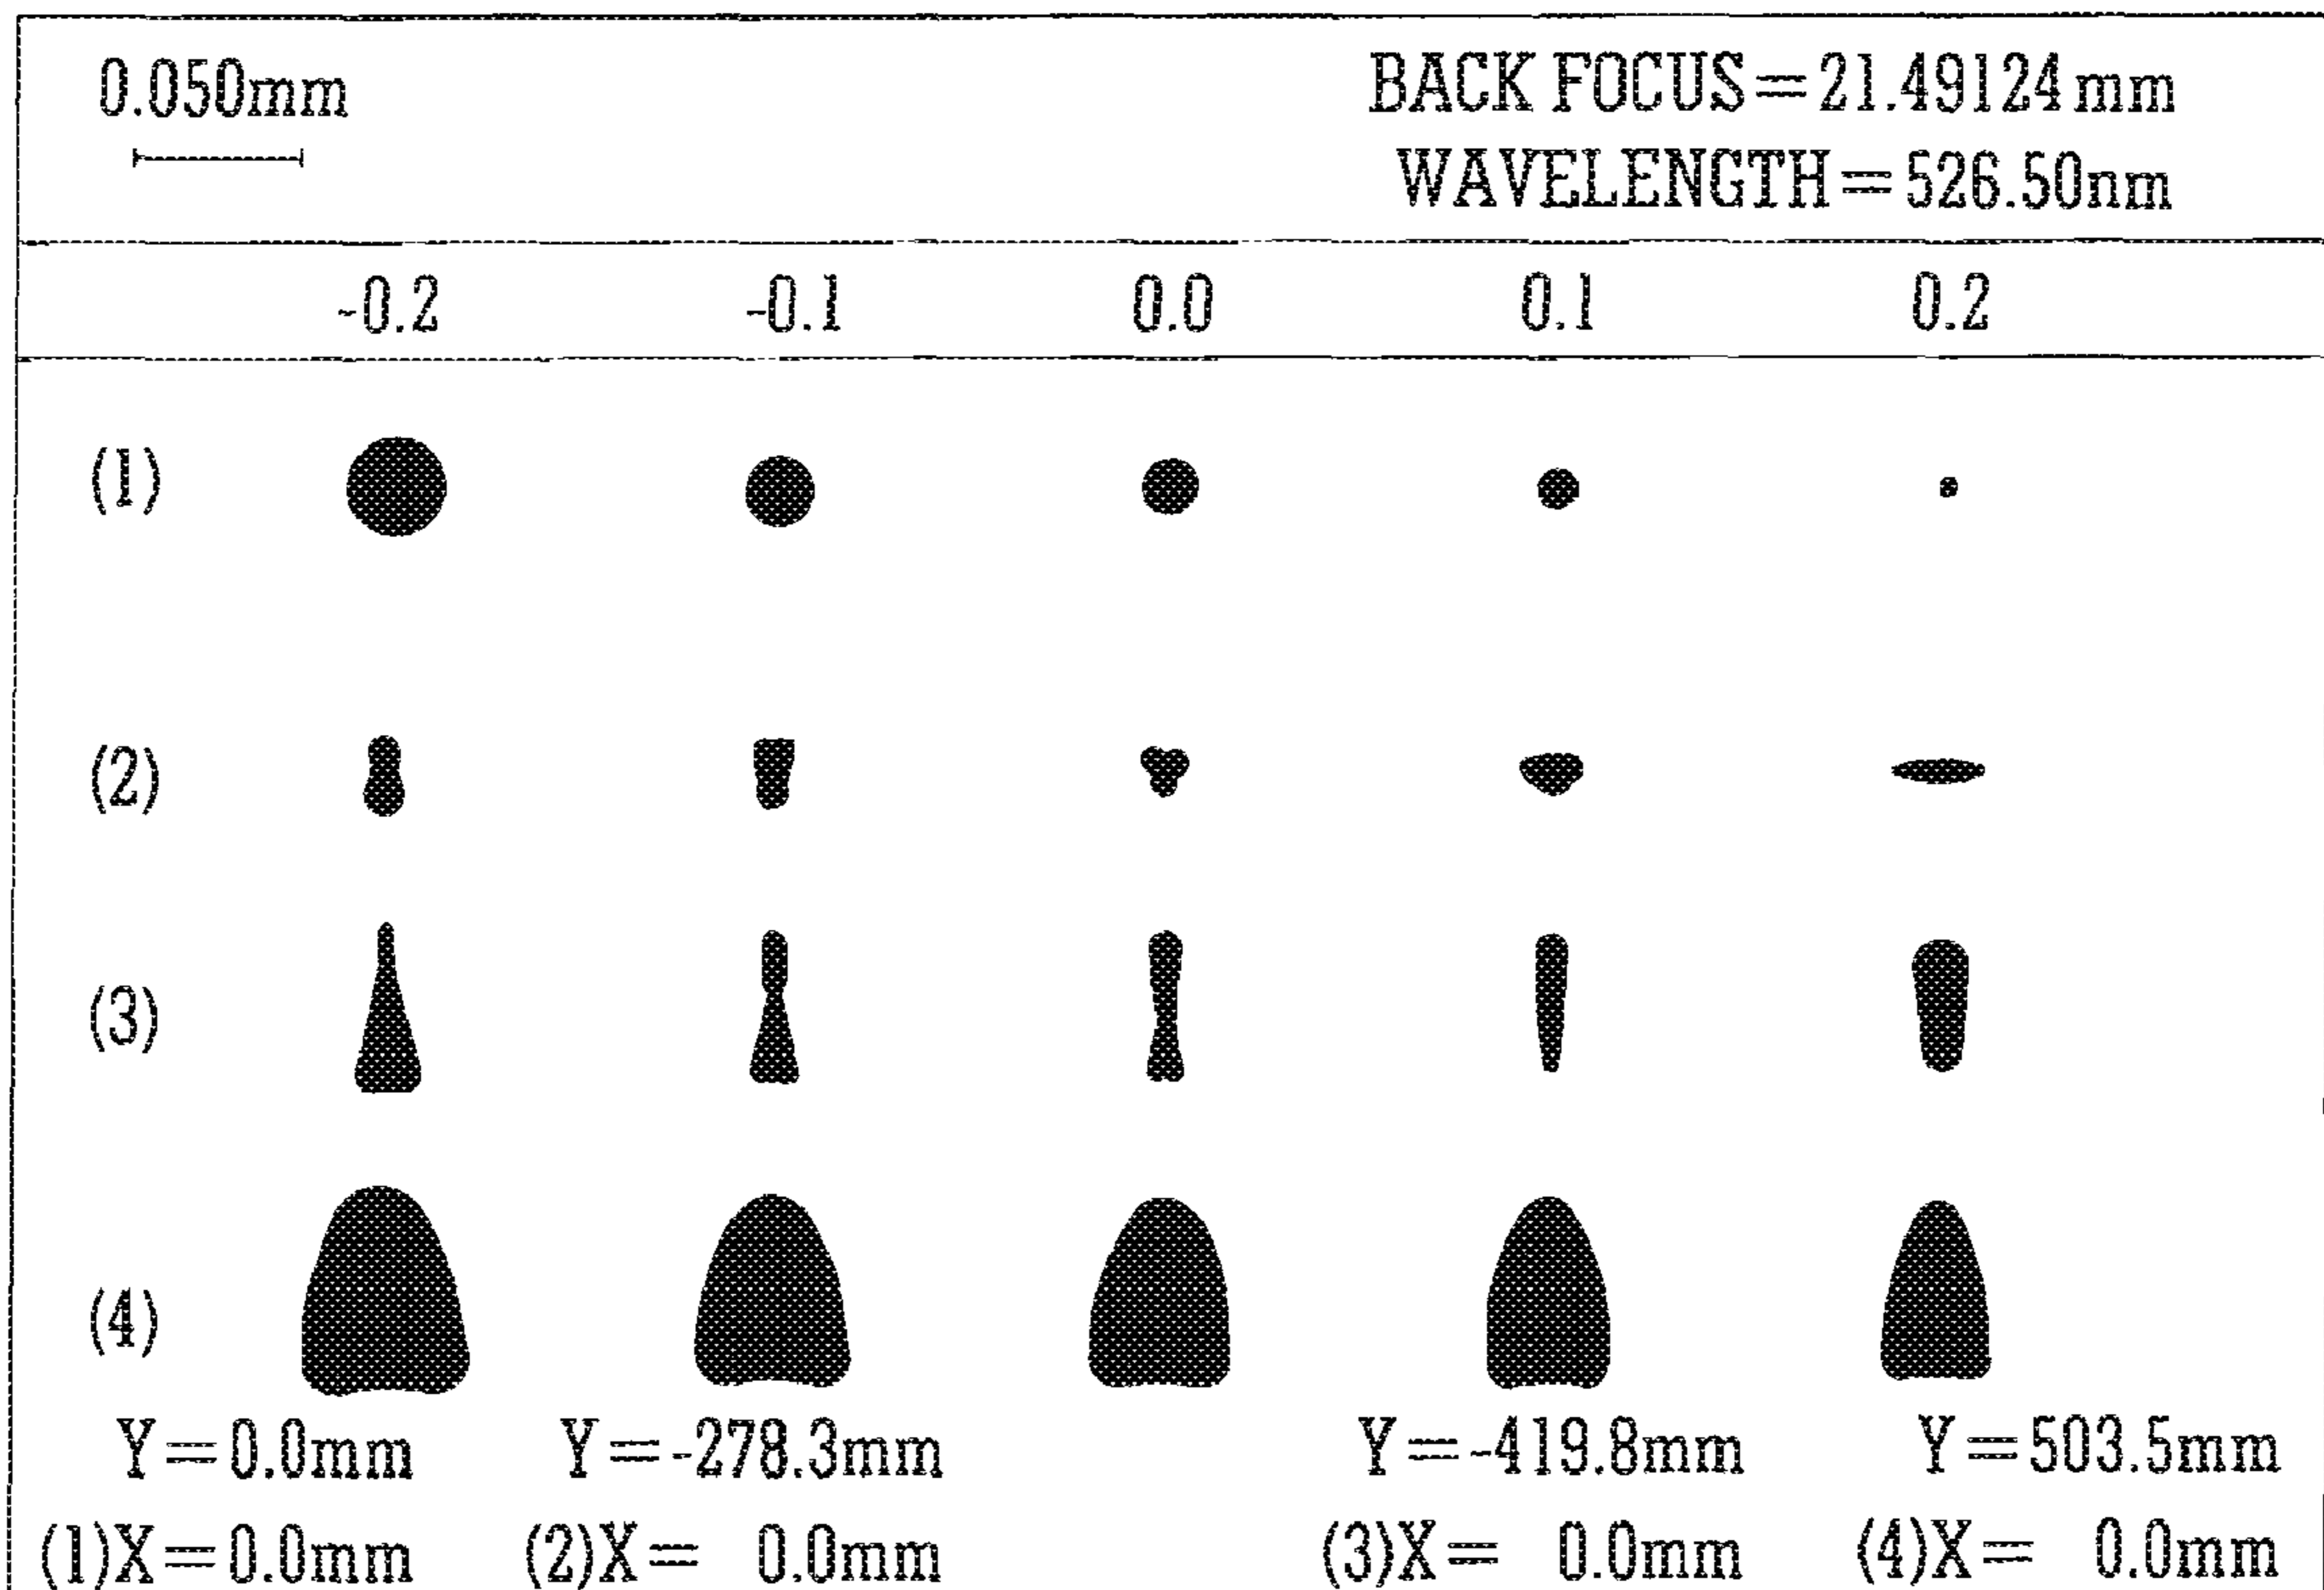 0.050mm
BACK FOCUS=21.49124mm
WAVELENGTH=526.50nm
-0.2 -0.1 0.0 0.1 0.2
(1)
(2)
(3)
(4)
Y=0.0mm Y=-278.3mm Y=-419.8mm Y=503.5mm
(1)X=0.0mm (2)X= 0.0mm (3)X= 0.0mm (4)X= 0.0mm